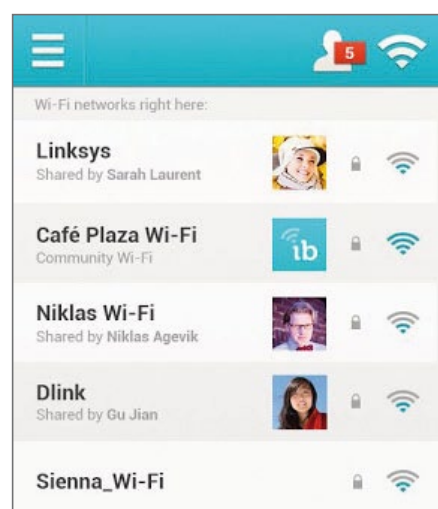 5
Wi-Fi networks right here:
Linksys
Shared by Sarah Laurent
Café Plaza Wi-Fi
Community Wi-Fi
ib
Niklas Wi-Fi
Shared by Niklas Agevik
Dlink
Shared by Gu Jian
Sienna_Wi-Fi